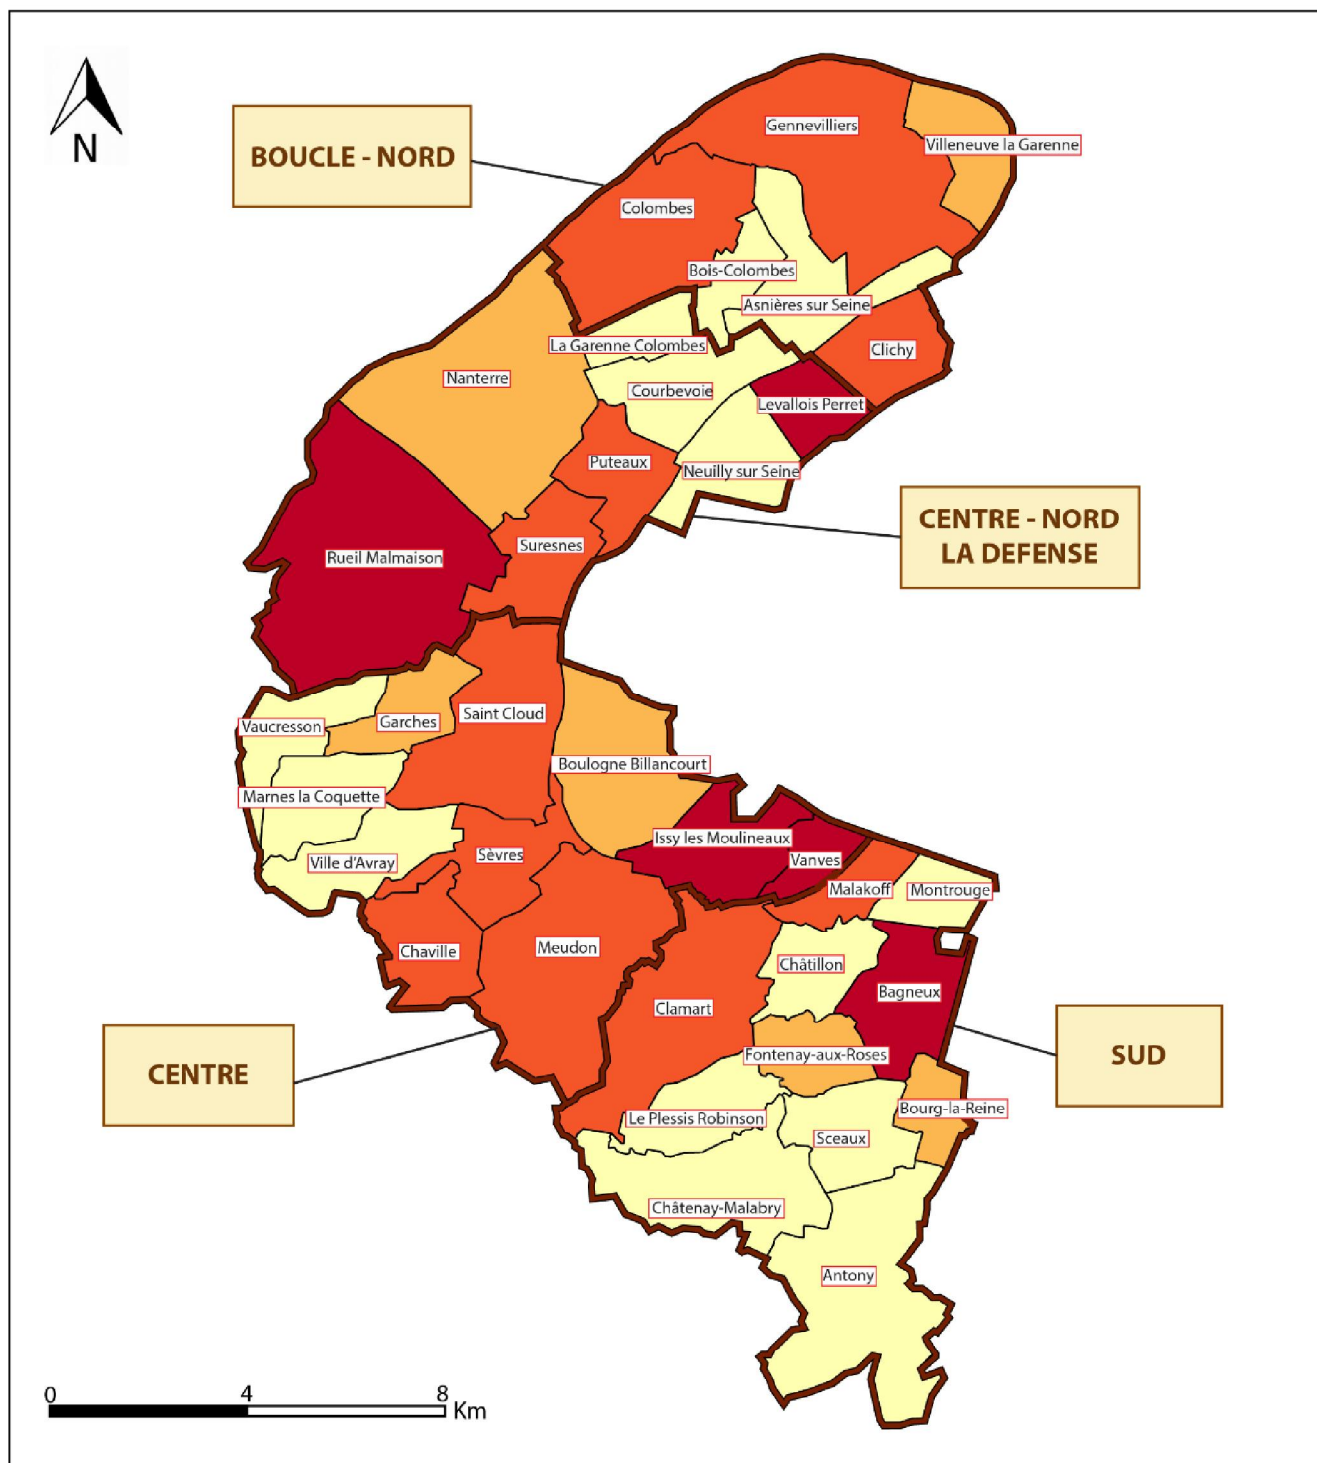 Gennevilliers
Villeneuve la Garenne
BOUCLE - NORD
N
Colombes
Bois-Colombes
Asnières sur Seine
La Garenne Colombes
Clichy
Nanterre
Courbevoie
Levallois Perret
Puteaux
Neuilly sur Seine
CENTRE - NORD
LA DEFENSE
Suresnes
Rueil Malmaison
Saint Cloud
Garches
Vaucresson
Boulogne Billancourt
Marnes la Coquette
Issy les Moulineaux
Sèvres
Vanves
Ville d'Avray
Malakoff
Montrouge
Meudon
Chaville
Châtillon
Bagneux
Clamart
Fontenay-aux-Roses
SUD
CENTRE
Bourg-la-Reine
Le Plessis Robinson
Sceaux
Châtenay-Malabry
Antony
0 4 8
Km